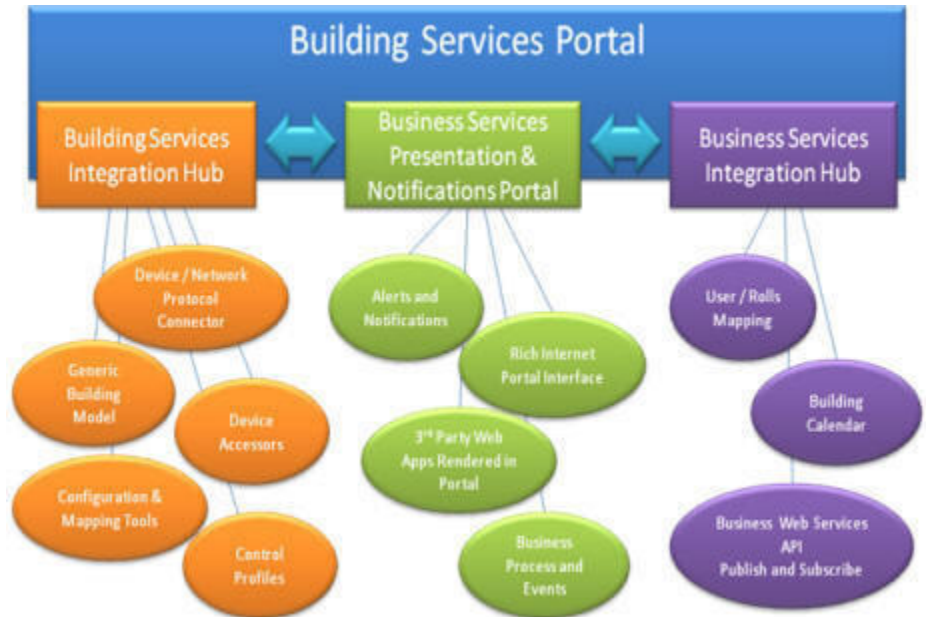 Building Services Portal
Building Services
Integration Hub
Business Services
Presentation &
Notifications Portal
Business Services
Integration Hub
Device / Network
Protocol
Connector
Generic
Building
Model
Device
Accessors
Configuration &
Mapping Tools
Control
Profiles
Alerts and
Notifications
Rich Internet
Portal Interface
3rd Party Web
Apps Rendered in
Portal
Business
Process and
Events
User / Rolls
Mapping
Building
Calendar
Business Web Services
API
Publish and Subscribe